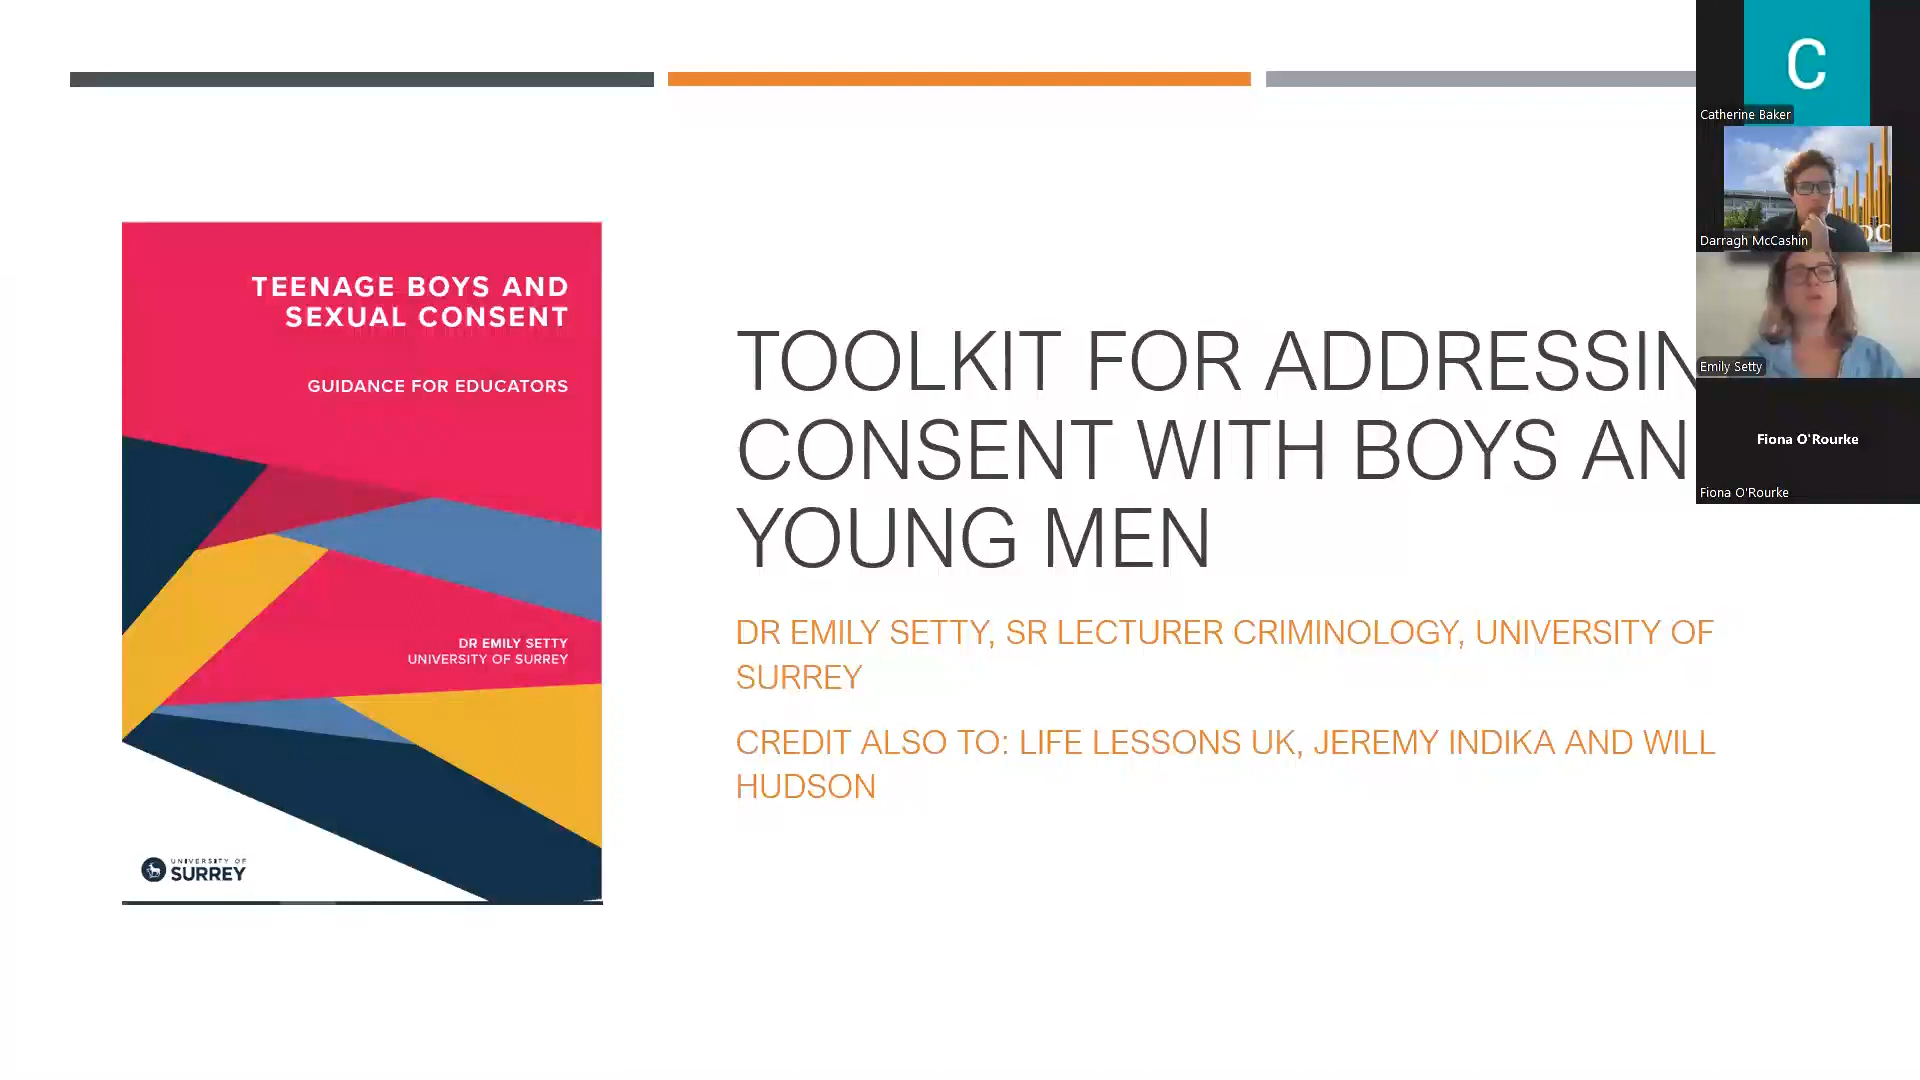 TEENAGE BOYS AND
SEXUAL CONSENT
GUIDANCE FOR EDUCATORS
DR EMILY SETTY
UNIVERSITY OF SURREY
UNIVERSITY OF
SURREY
TOOLKIT FOR ADDRESSIN
CONSENT WITH BOYS AN
YOUNG MEN
DR EMILY SETTY, SR LECTURER CRIMINOLOGY, UNIVERSITY OF
SURREY
CREDIT ALSO TO: LIFE LESSONS UK, JEREMY INDIKA AND WILL
HUDSON
C
Catherine Baker
Darragh McCashin
Emily Setty
Fiona O'Rourke
Fiona O'Rourke